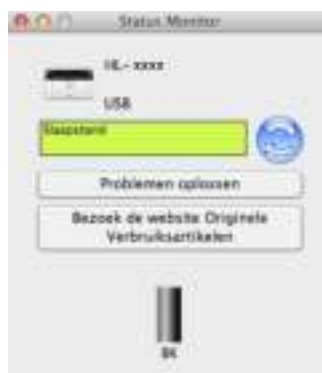 Status Monitor
HL- xxxx
USB
Slaapstand
Problemen oplossen
Bezoek de website Originele
Verbruiksartikelen
BK